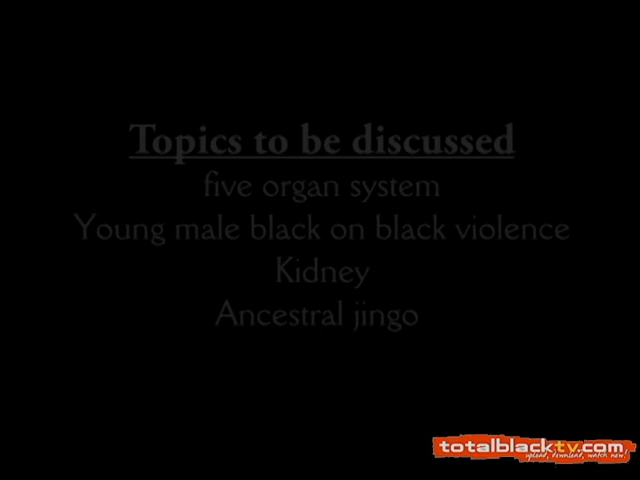 Topics to be discussed
five organ system
Young male black on black violence
Kidney
Ancestral jingo
totalblacktv.com
upload, download, watch now!